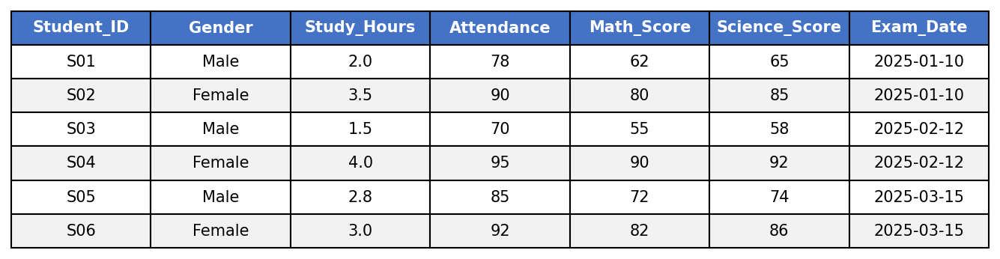 Student_ID Gender Study_Hours Attendance Math_Score Science_Score Exam_Date
S01 Male 2.0 78 62 65 2025-01-10
S02 Female 3.5 90 80 85 2025-01-10
S03 Male 1.5 70 55 58 2025-02-12
S04 Female 4.0 95 90 92 2025-02-12
S05 Male 2.8 85 72 74 2025-03-15
S06 Female 3.0 92 82 86 2025-03-15